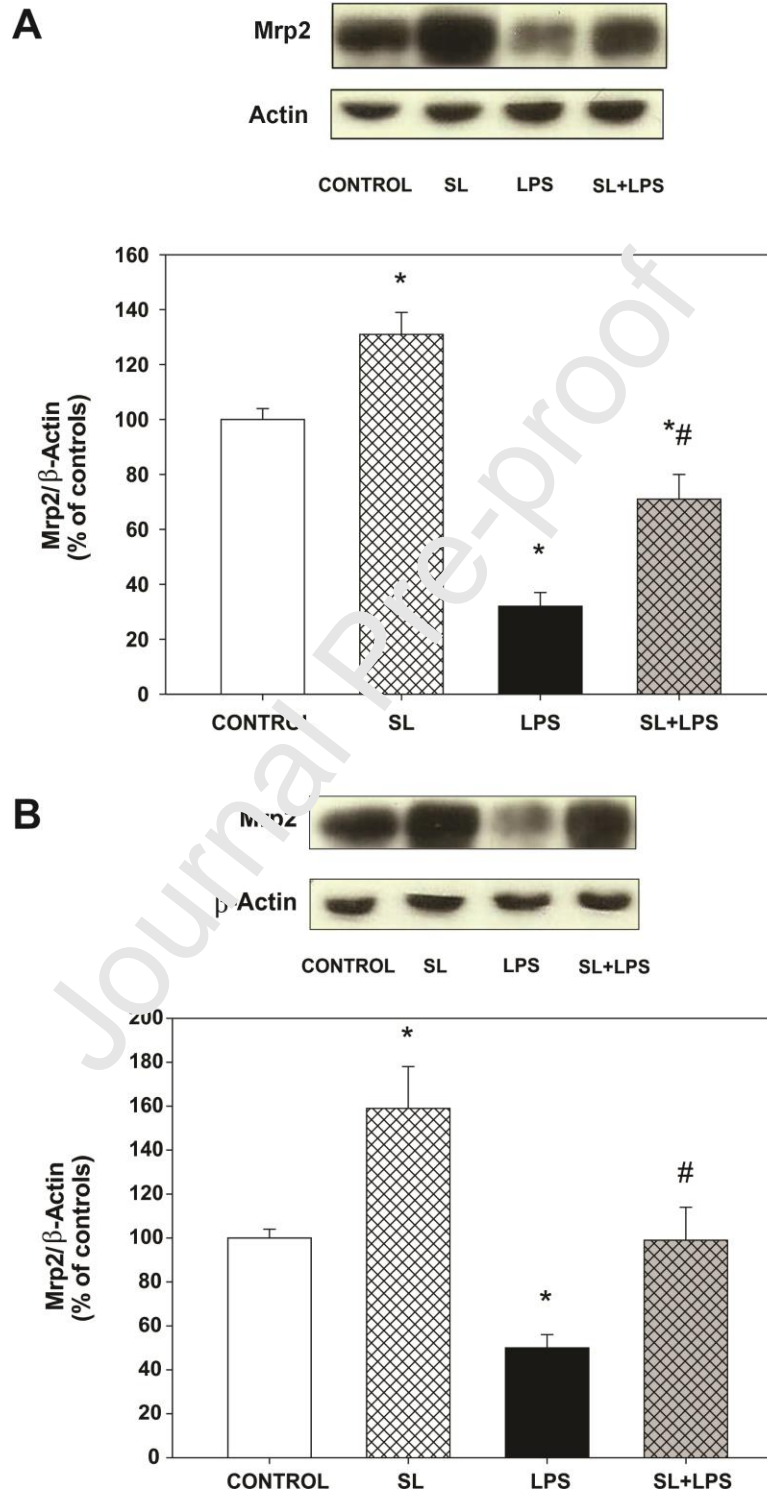 A
Mrp2
Actin
CONTROL SL LPS SL+LPS
160
140
120
100
80
60
40
20
0
Mrp2/β-Actin
(% of controls)
*
*
*#
CONTROL SL LPS SL+LPS
Journal Pre-proof
B
Mrp2
β-Actin
CONTROL SL LPS SL+LPS
200
180
160
140
120
100
80
60
40
20
0
Mrp2/β-Actin
(% of controls)
*
*
#
CONTROL SL LPS SL+LPS